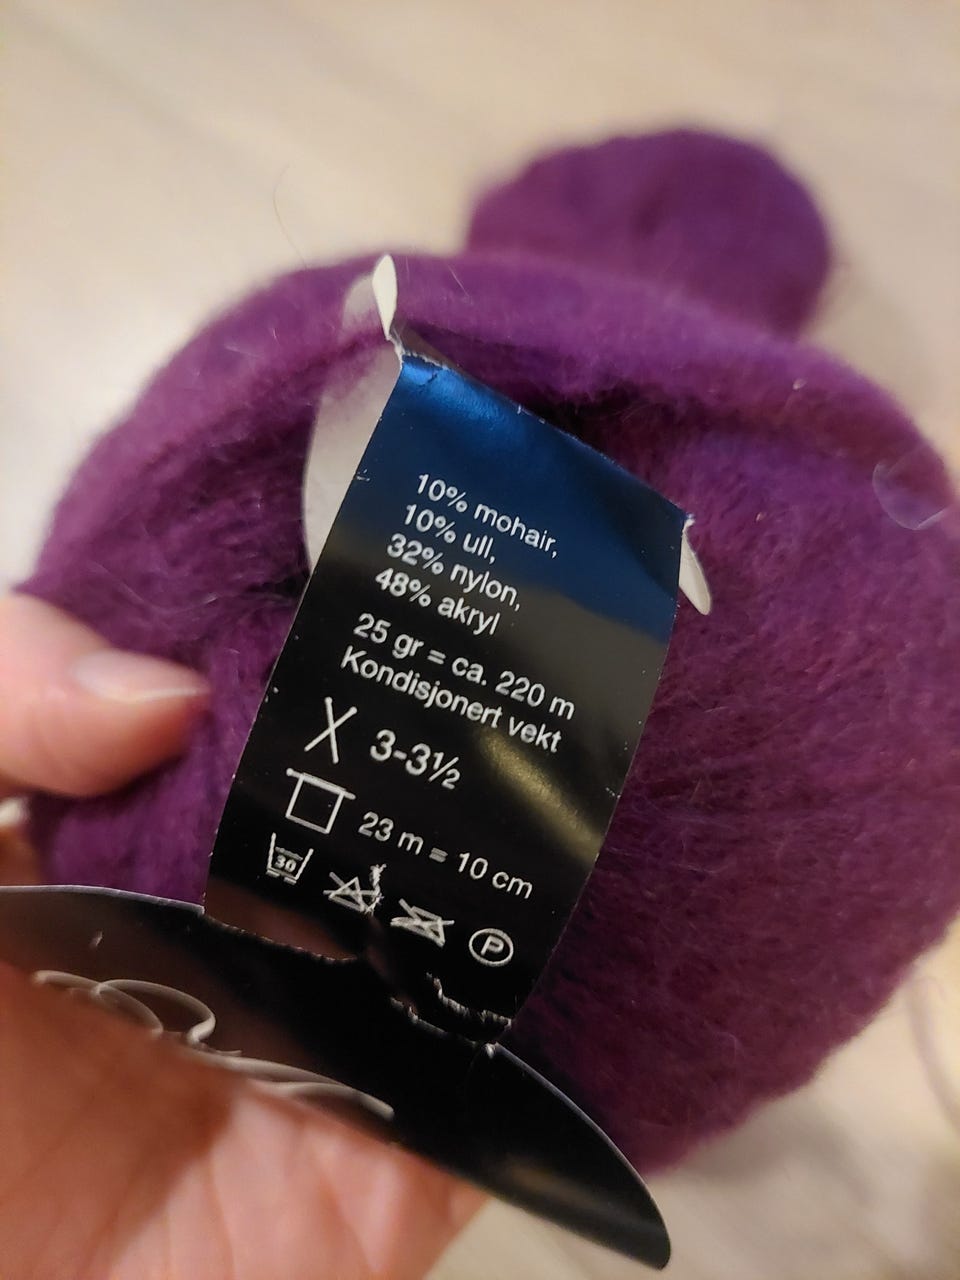 10% mohair,
10% ull,
32% nylon,
48% akryl
25 gr = ca. 220 m
Kondisjonert vekt
3-3½
23 m = 10 cm
30
P